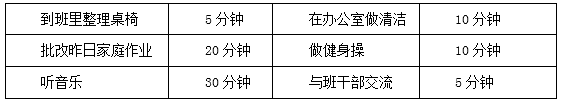 到班里整理桌椅 5分钟 在办公室做清洁 10分钟
批改昨日家庭作业 20分钟 做健身操 10分钟
听音乐 30分钟 与班干部交流 5分钟